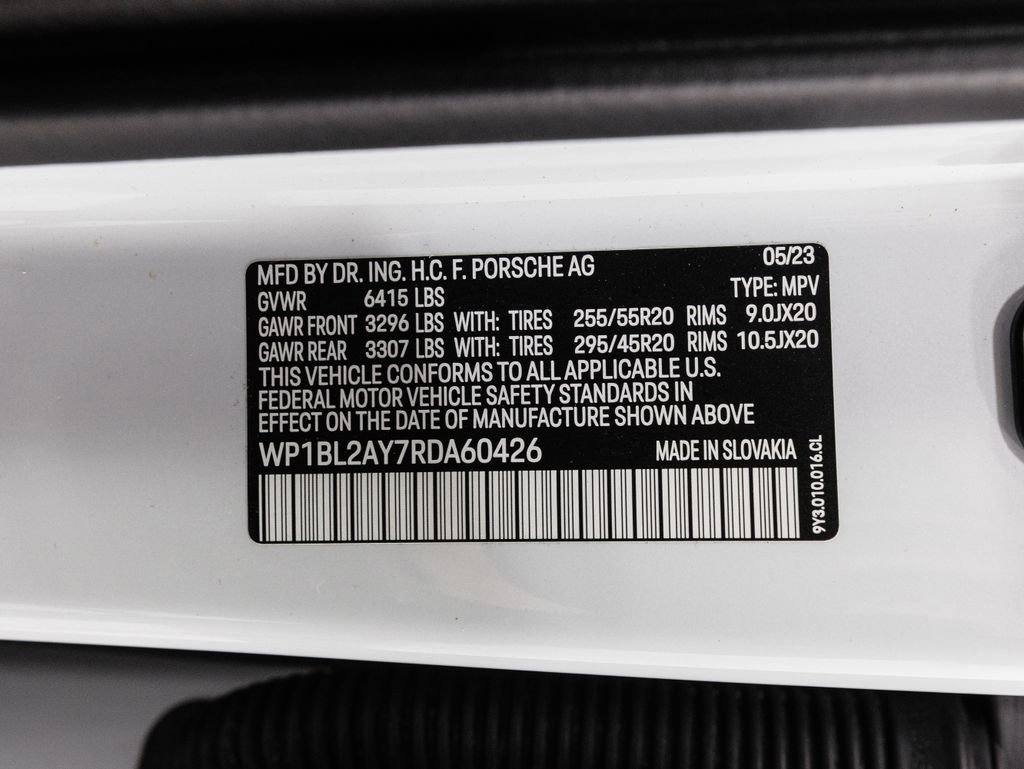 MFD BY DR. ING. H.C. F. PORSCHE AG 05/23
GVWR 6415 LBS TYPE: MPV
GAWR FRONT 3296 LBS WITH: TIRES 255/55R20 RIMS 9.0JX20
GAWR REAR 3307 LBS WITH: TIRES 295/45R20 RIMS 10.5JX20
THIS VEHICLE CONFORMS TO ALL APPLICABLE U.S.
FEDERAL MOTOR VEHICLE SAFETY STANDARDS IN
EFFECT ON THE DATE OF MANUFACTURE SHOWN ABOVE
WP1BL2AY7RDA60426 MADE IN SLOVAKIA
9Y3.010.016.CL